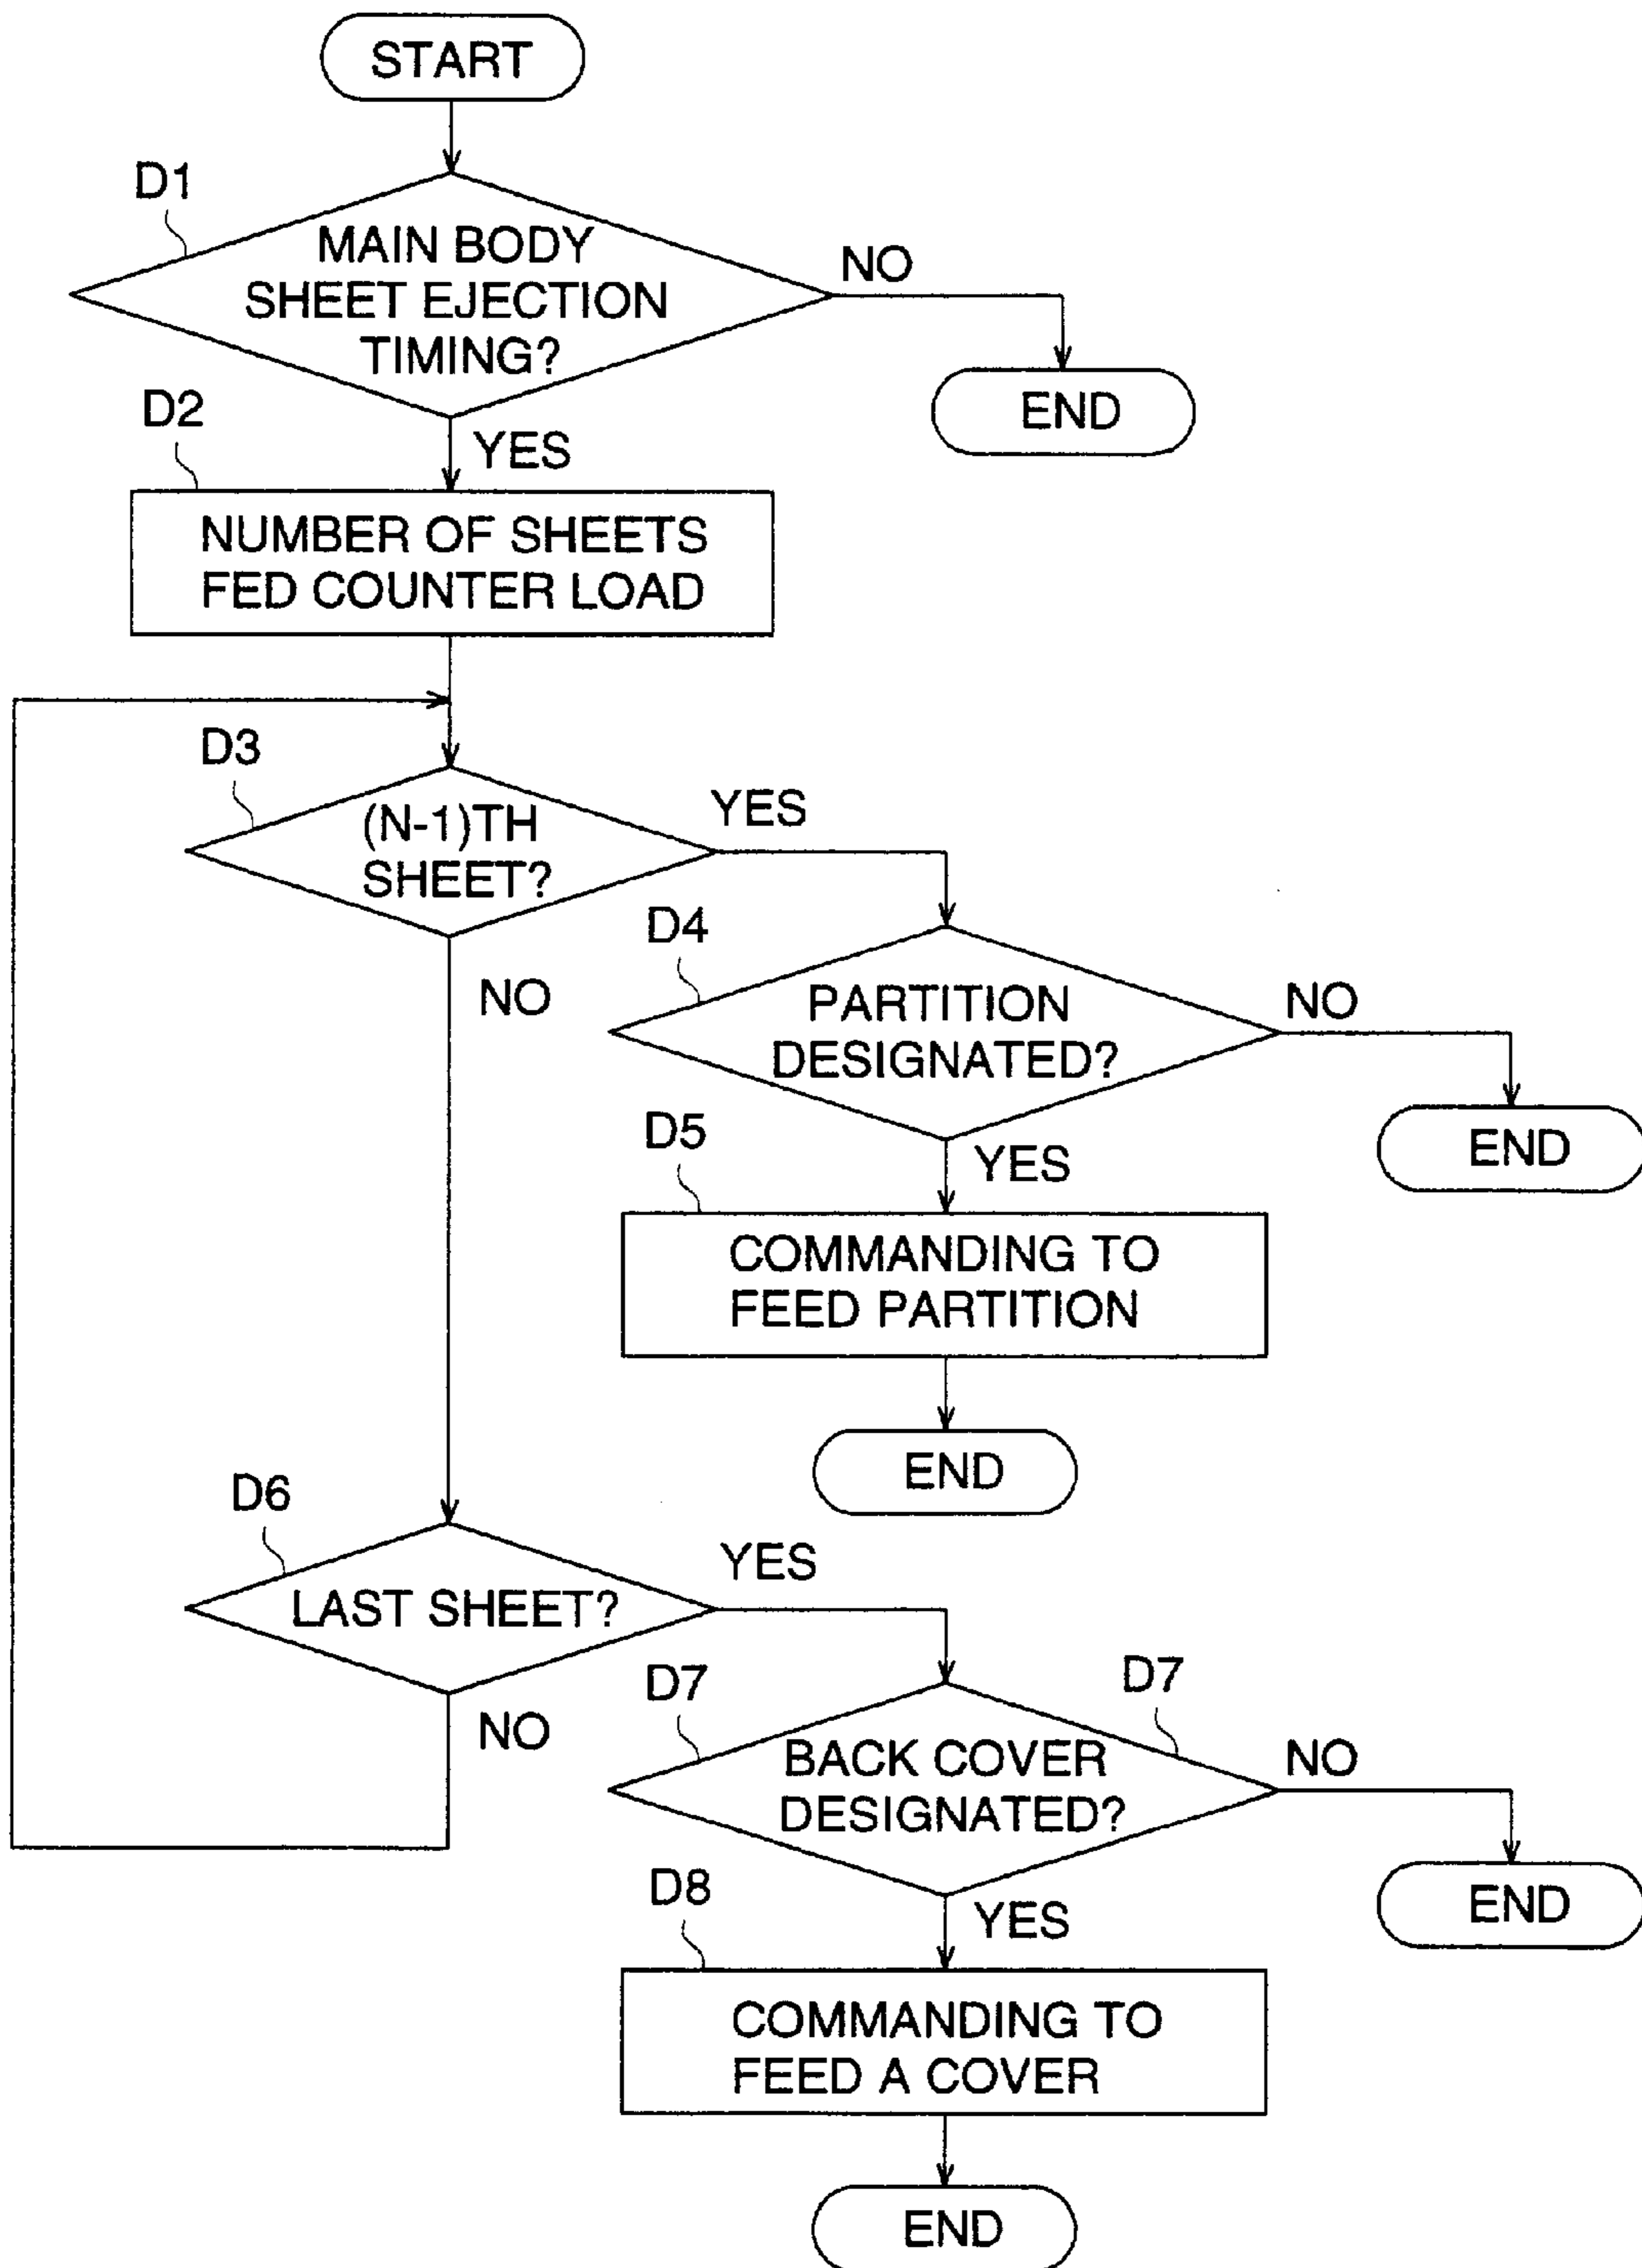 START
D1
MAIN BODY
SHEET EJECTION
TIMING?
NO
END
D2
YES
NUMBER OF SHEETS
FED COUNTER LOAD
D3
(N-1)TH
SHEET?
YES
NO
D4
PARTITION
DESIGNATED?
NO
END
D5
YES
COMMANDING TO
FEED PARTITION
END
D6
LAST SHEET?
YES
NO
D7
D7
BACK COVER
DESIGNATED?
NO
END
D8
YES
COMMANDING TO
FEED A COVER
END